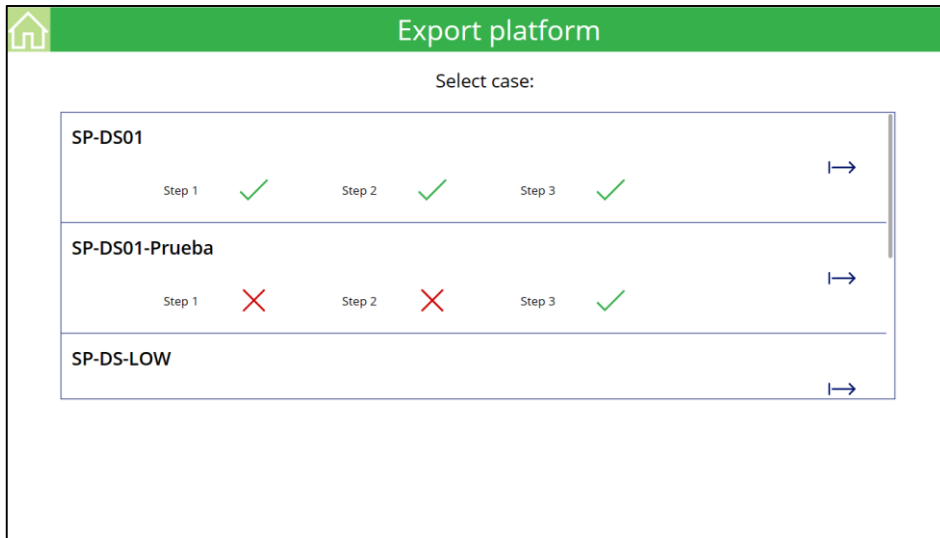 Export platform
Select case:
SP-DS01
Step 1 Step 2 Step 3
SP-DS01-Prueba
Step 1 Step 2 Step 3
SP-DS-LOW